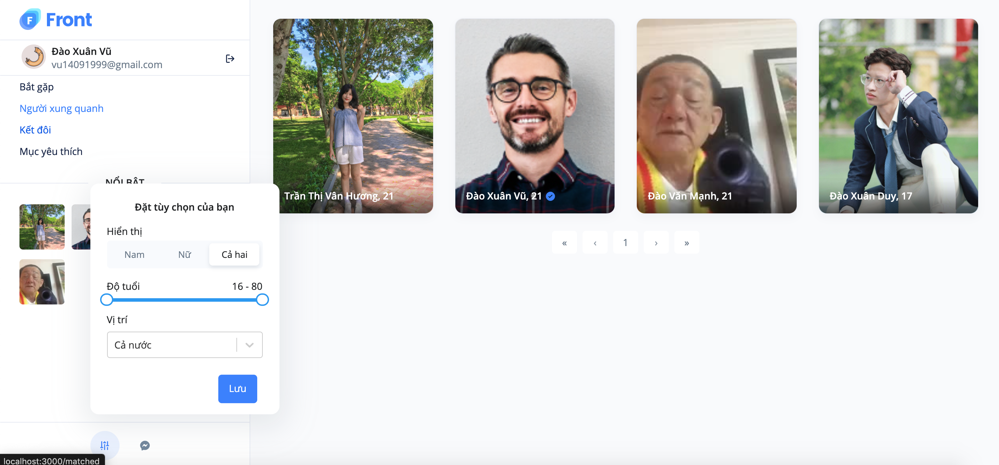 F Front
Đào Xuân Vũ
vu14091999@gmail.com
Bắt gặp
Người xung quanh
Kết đôi
Mục yêu thích
NỔI BẬT
Đặt tùy chọn của bạn
Hiển thị
Nam Nữ Cả hai
Độ tuổi 16 - 80
Vị trí
Cả nước
Lưu
localhost:3000/matched
Trần Thị Vân Hương, 21
Đào Xuân Vũ, 21
Đào Văn Mạnh, 21
Đào Xuân Duy, 17
« ‹ 1 › »